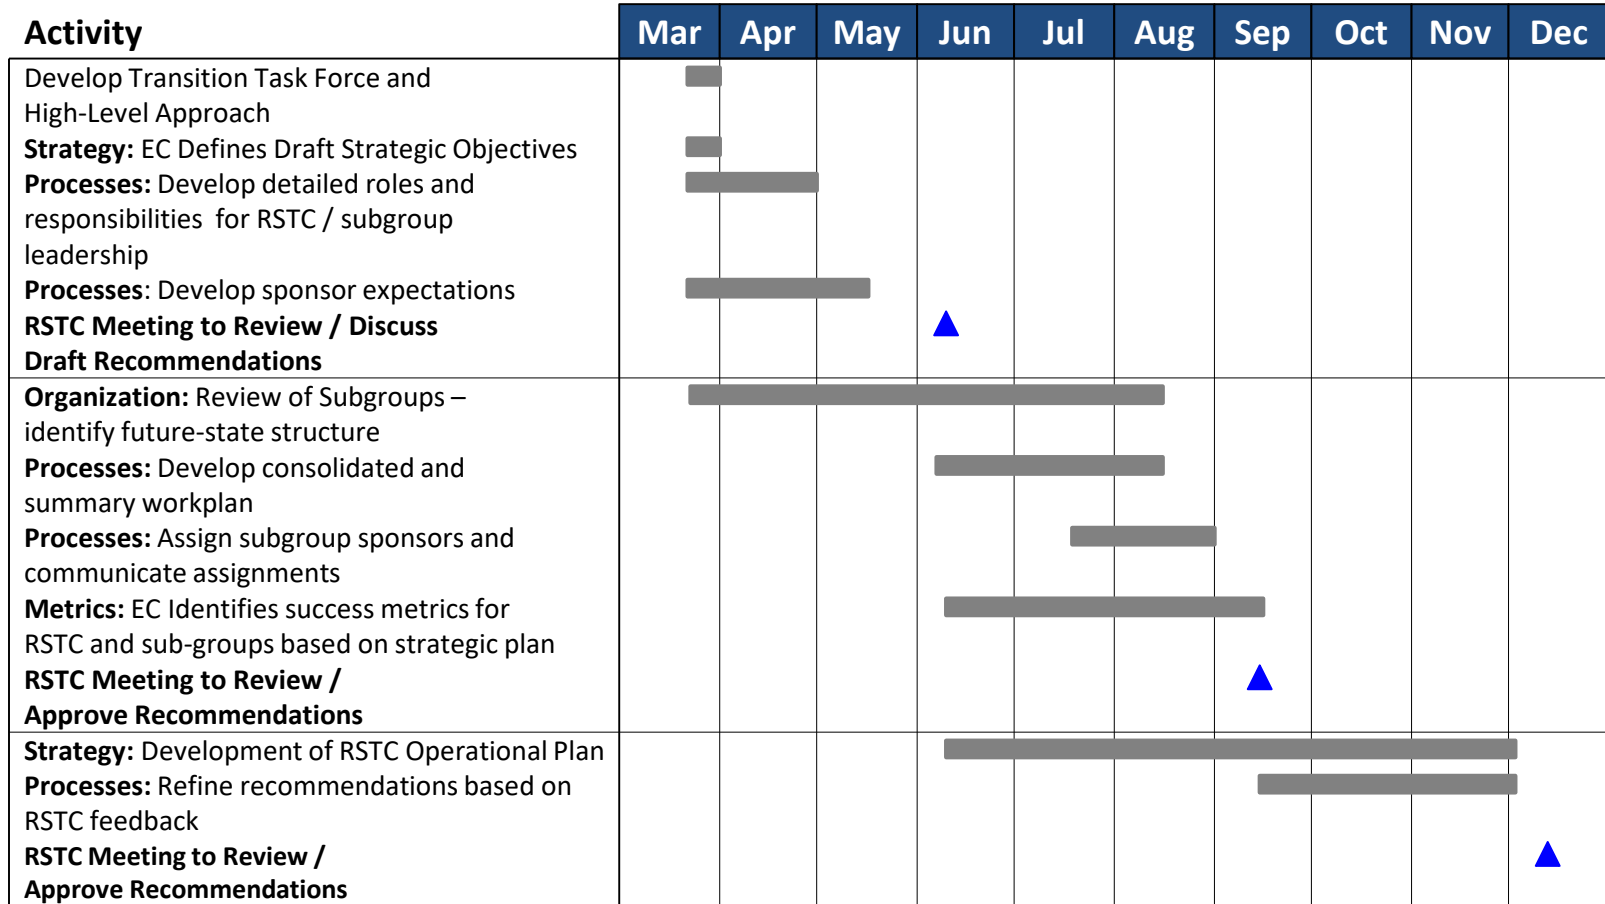 Activity Mar Apr May Jun Jul Aug Sep Oct Nov Dec
Develop Transition Task Force and
High-Level Approach
Strategy: EC Defines Draft Strategic Objectives
Processes: Develop detailed roles and
responsibilities for RSTC / subgroup
leadership
Processes: Develop sponsor expectations
RSTC Meeting to Review / Discuss
Draft Recommendations
Organization: Review of Subgroups –
identify future-state structure
Processes: Develop consolidated and
summary workplan
Processes: Assign subgroup sponsors and
communicate assignments
Metrics: EC Identifies success metrics for
RSTC and sub-groups based on strategic plan
RSTC Meeting to Review /
Approve Recommendations
Strategy: Development of RSTC Operational Plan
Processes: Refine recommendations based on
RSTC feedback
RSTC Meeting to Review /
Approve Recommendations